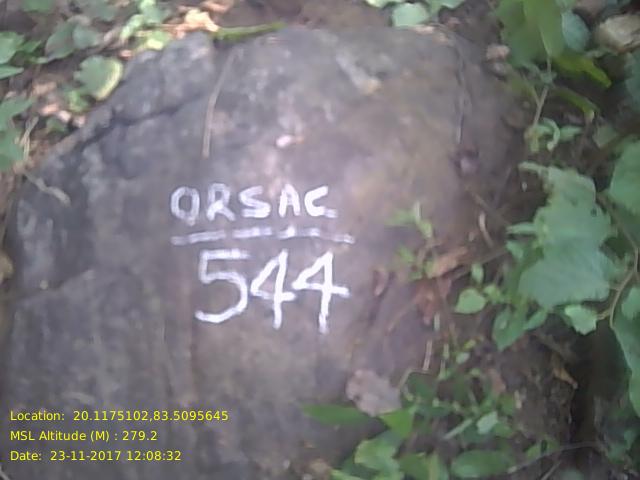 ORSAC
544
Location: 20.1175102,83.5095645
MSL Altitude (M) : 279.2
Date: 23-11-2017 12:08:32